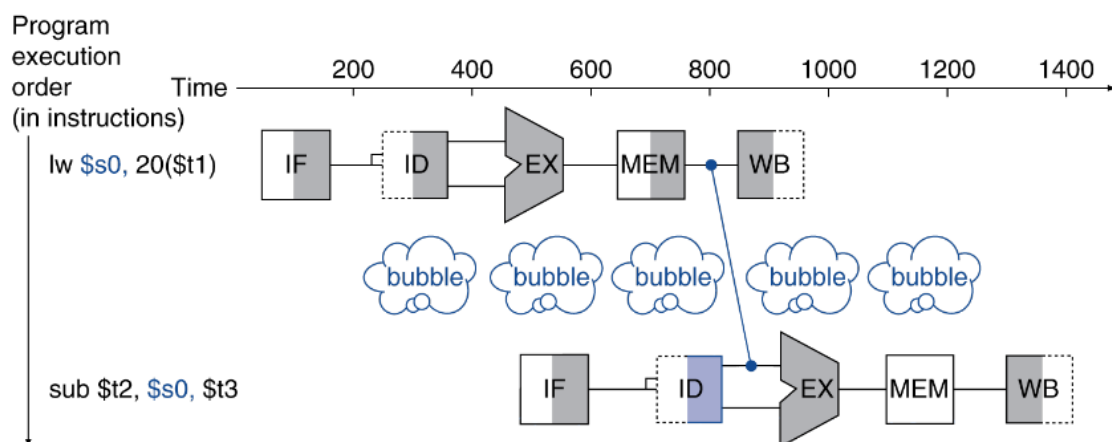 Program
execution
order
(in instructions)
Time
200 400 600 800 1000 1200 1400
lw $s0, 20($t1)
IF ID EX MEM WB
bubble bubble bubble bubble bubble
sub $t2, $s0, $t3
IF ID EX MEM WB